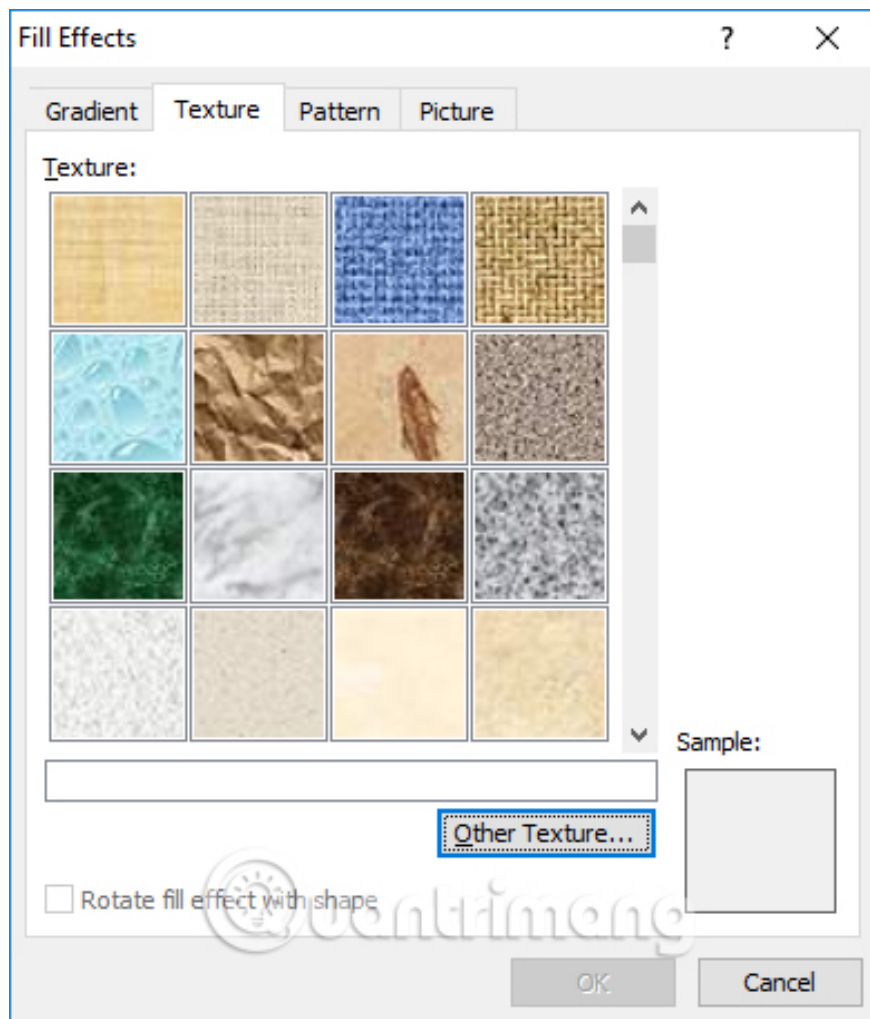 Fill Effects
?
Gradient Texture Pattern Picture
Texture:
Sample:
Other Texture...
Rotate fill effect with shape
Quantrimang
OK Cancel